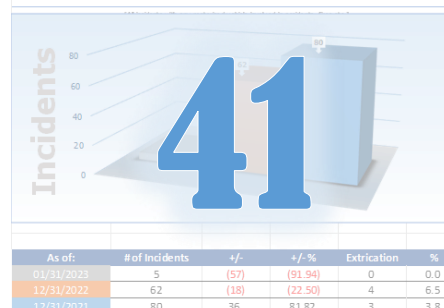 80
62
80
60
40
20
0
Incidents
41
As of: # of Incidents +/- +/-% Extrication %
01/31/2023 5 (57) (91.94) 0 0.0
12/31/2022 62 (18) (22.50) 4 6.5
12/31/2021 80 36 81.82 3 3.8